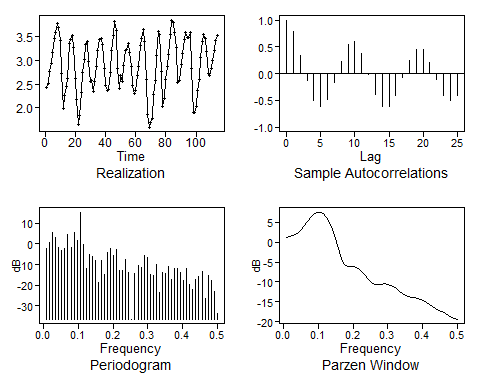 3.5
3.0
2.5
2.0
0 20 40 60 80 100
Time
Realization
1.0
0.5
0.0
-0.5
-1.0
0 5 10 15 20 25
Lag
Sample Autocorrelations
10
0
-10
-20
-30
dB
0.0 0.1 0.2 0.3 0.4 0.5
Frequency
Periodogram
5
0
-5
-10
-15
-20
dB
0.0 0.1 0.2 0.3 0.4 0.5
Frequency
Parzen Window